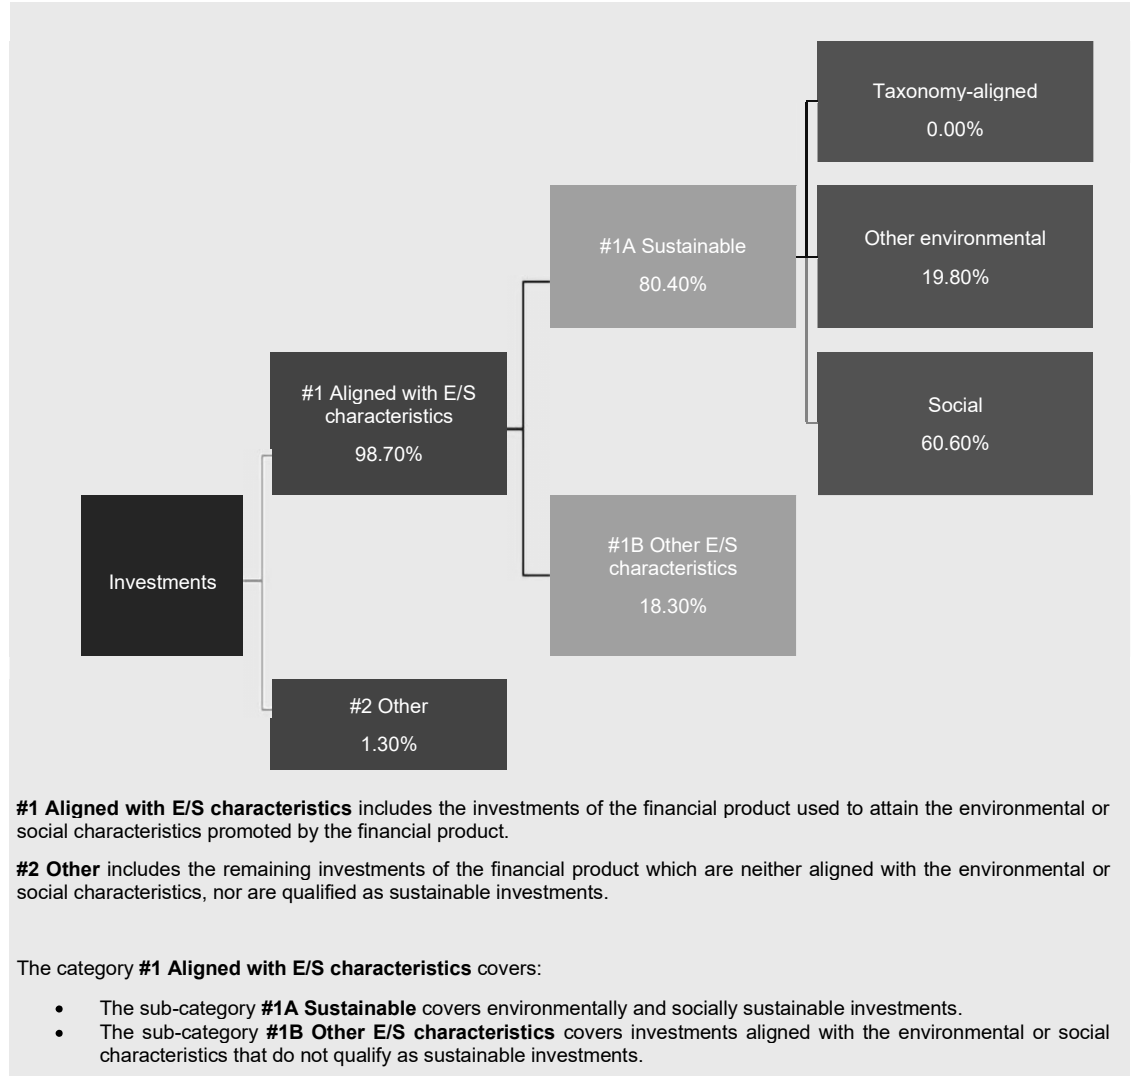 Taxonomy-aligned
0.00%
#1A Sustainable
80.40%
Other environmental
19.80%
#1 Aligned with E/S
characteristics
98.70%
Social
60.60%
Investments
#1B Other E/S
characteristics
18.30%
#2 Other
1.30%
#1 Aligned with E/S characteristics includes the investments of the financial product used to attain the environmental or
social characteristics promoted by the financial product.
#2 Other includes the remaining investments of the financial product which are neither aligned with the environmental or
social characteristics, nor are qualified as sustainable investments.
The category #1 Aligned with E/S characteristics covers:
• The sub-category #1A Sustainable covers environmentally and socially sustainable investments.
• The sub-category #1B Other E/S characteristics covers investments aligned with the environmental or social
characteristics that do not qualify as sustainable investments.